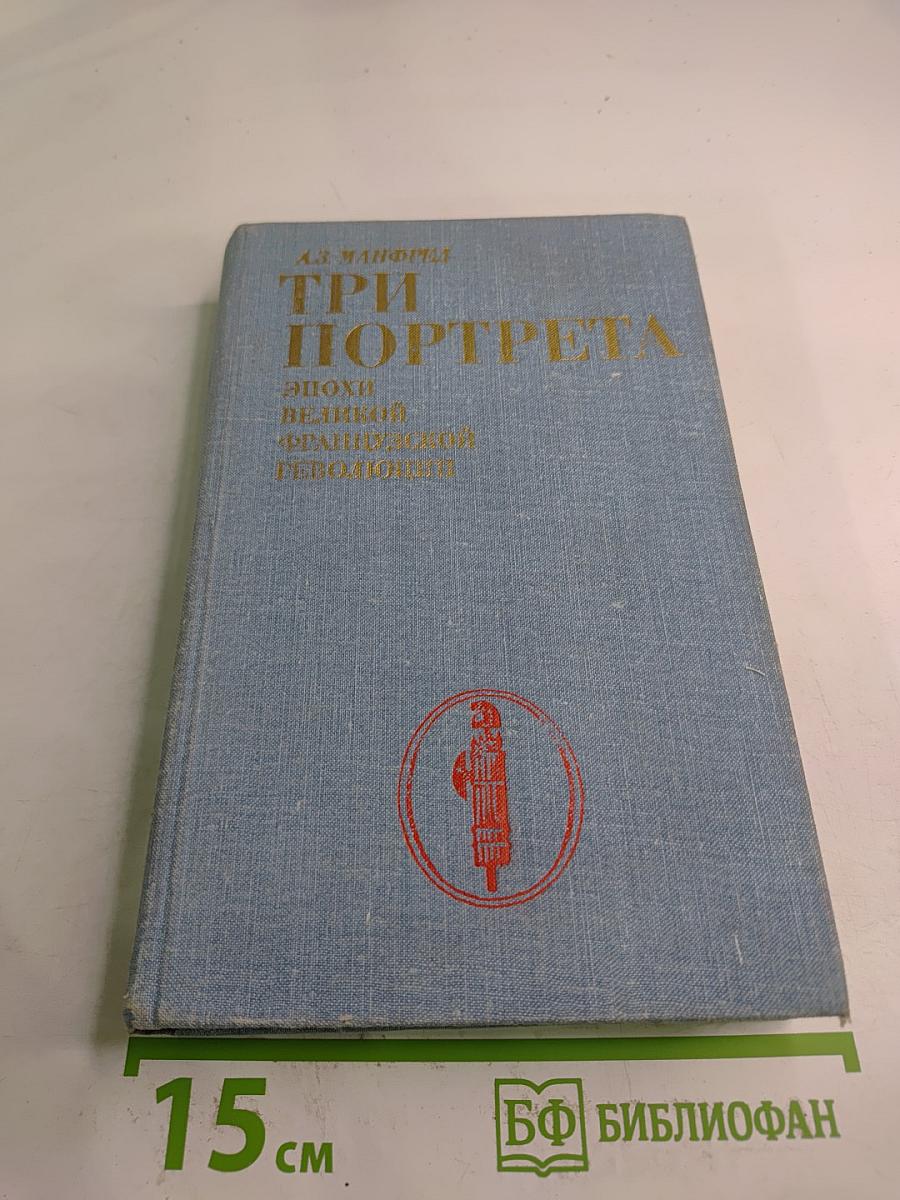 А.З. МАНФРЕД
ТРИ
ПОРТРЕТА
ЭПОХИ
ВЕЛИКОЙ
ФРАНЦУЗСКОЙ
РЕВОЛЮЦИИ
15 см
БФ БИБЛИОФАН